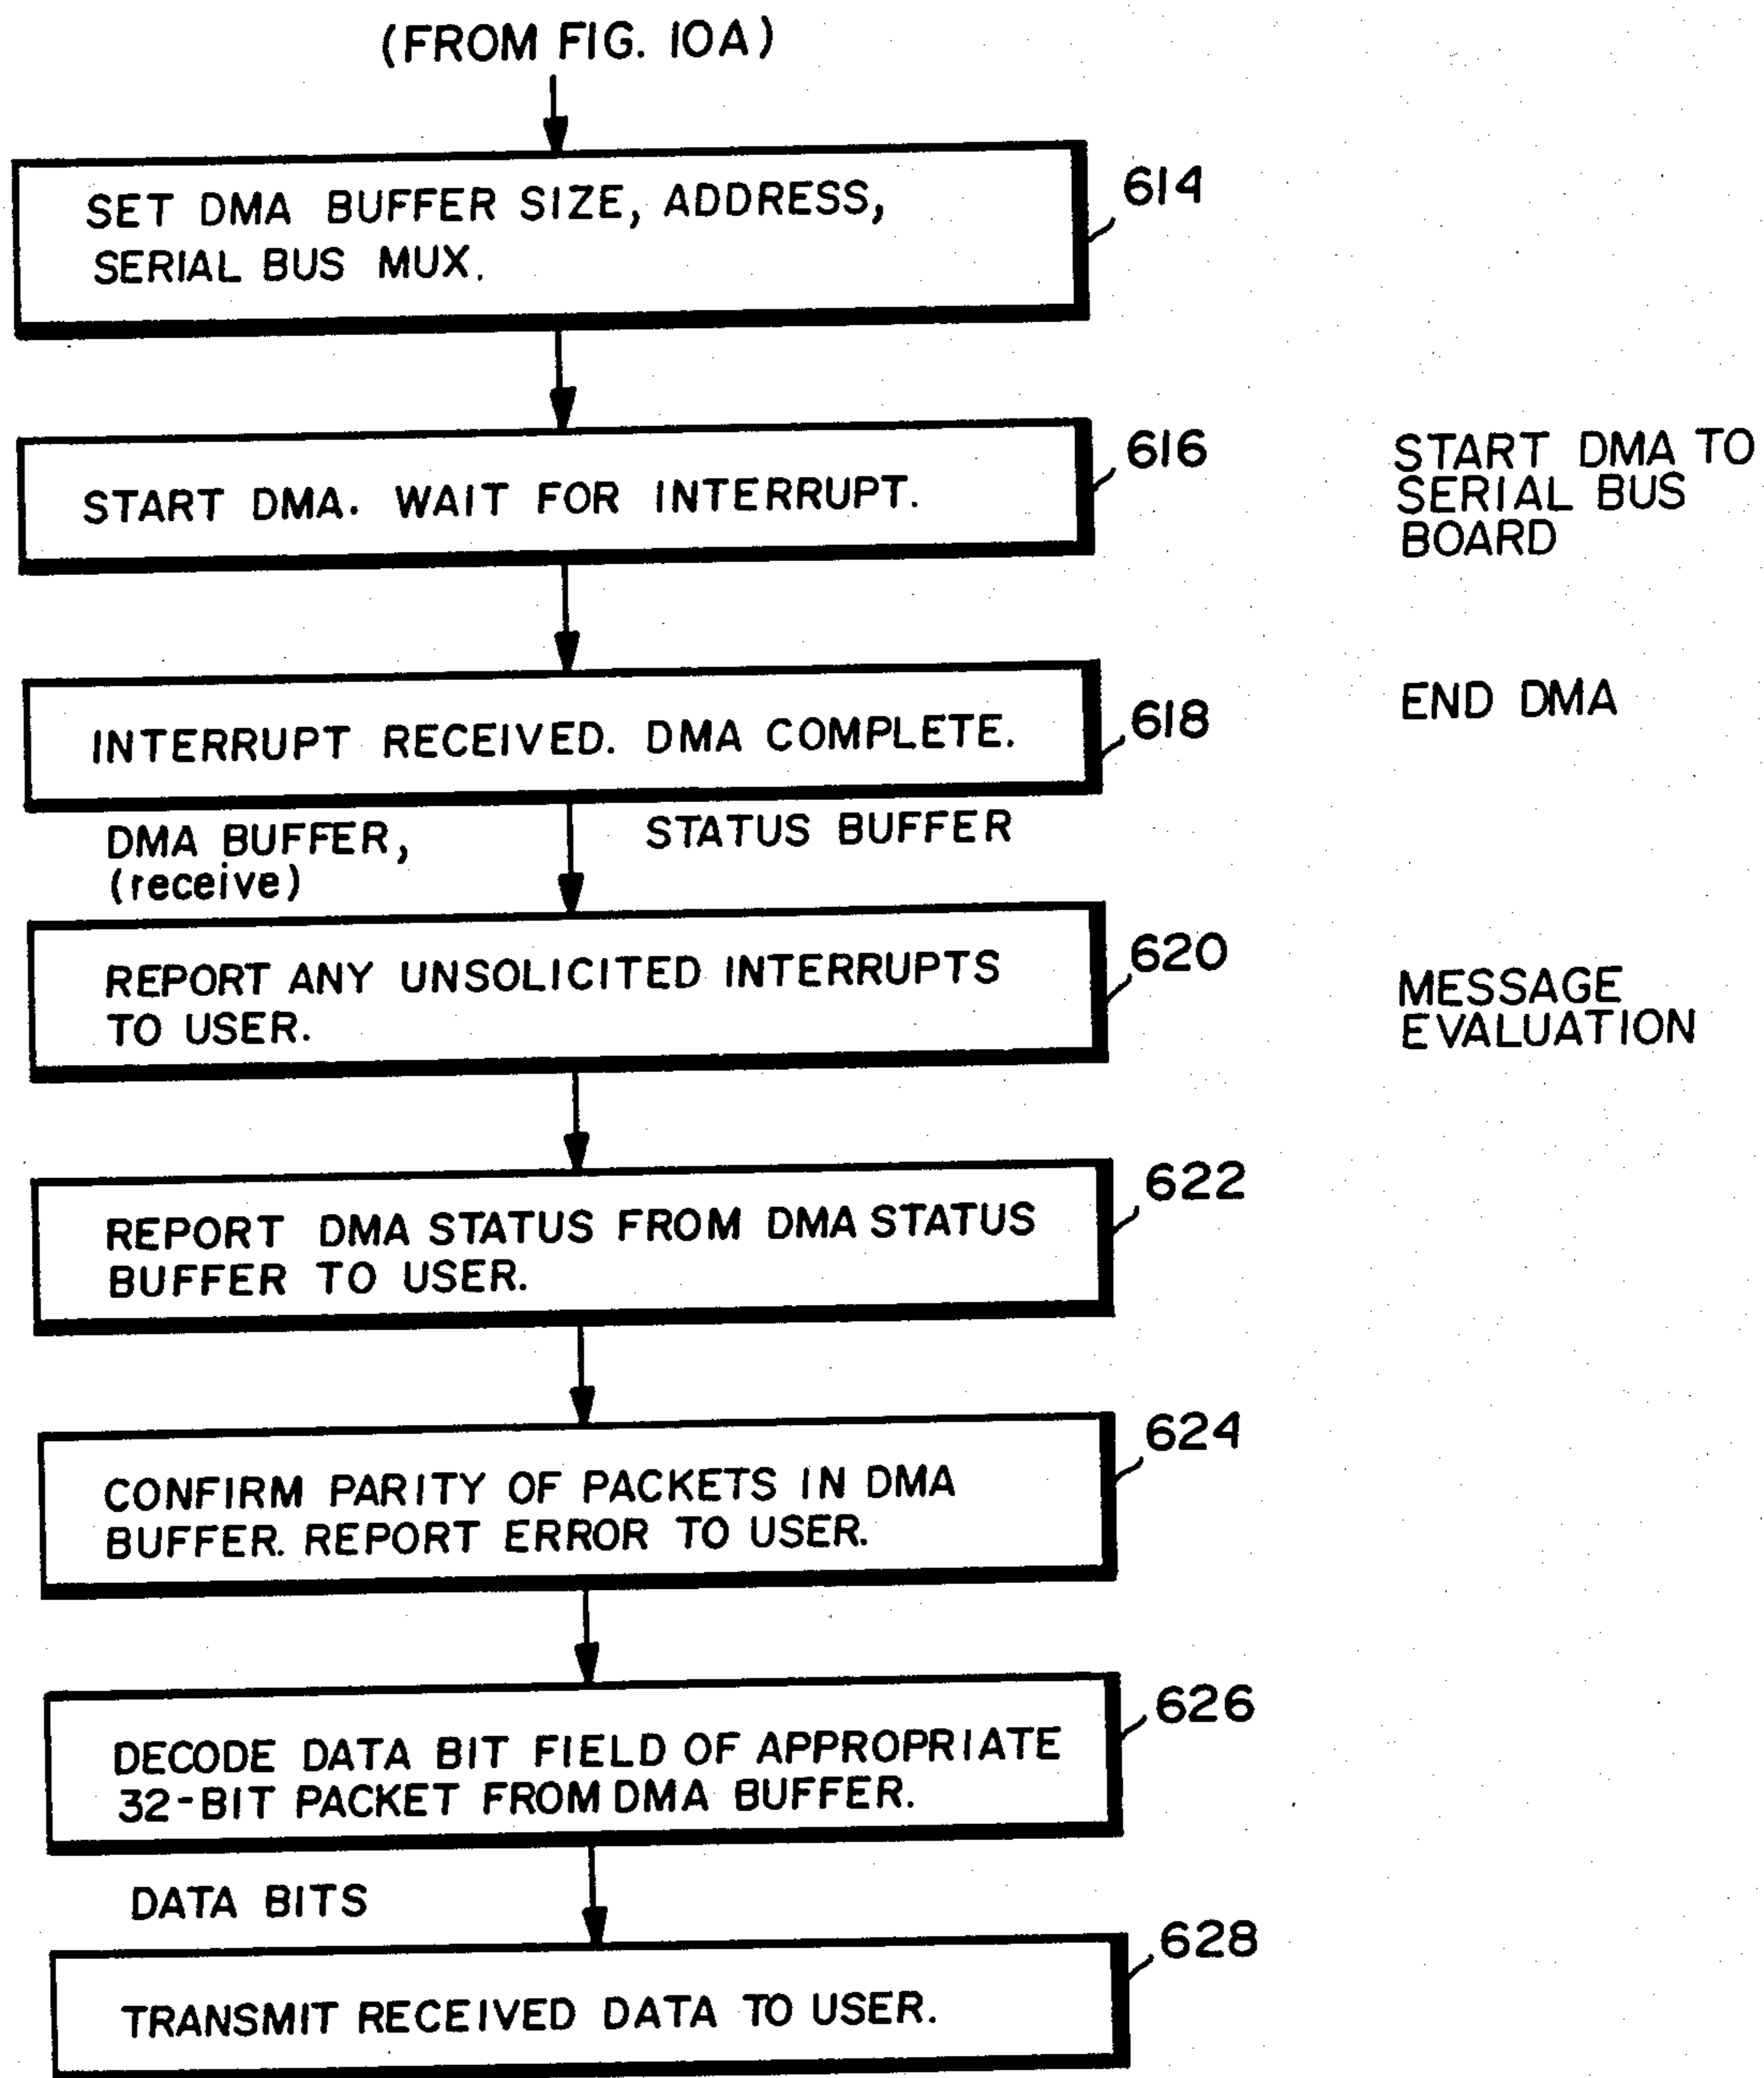 (FROM FIG. 10A)
SET DMA BUFFER SIZE, ADDRESS,
SERIAL BUS MUX.
614
START DMA. WAIT FOR INTERRUPT.
616
START DMA TO
SERIAL BUS
BOARD
INTERRUPT RECEIVED. DMA COMPLETE.
618
END DMA
DMA BUFFER,
(receive)
STATUS BUFFER
REPORT ANY UNSOLICITED INTERRUPTS
TO USER.
620
MESSAGE
EVALUATION
REPORT DMA STATUS FROM DMA STATUS
BUFFER TO USER.
622
CONFIRM PARITY OF PACKETS IN DMA
BUFFER. REPORT ERROR TO USER.
624
DECODE DATA BIT FIELD OF APPROPRIATE
32-BIT PACKET FROM DMA BUFFER.
626
DATA BITS
TRANSMIT RECEIVED DATA TO USER.
628